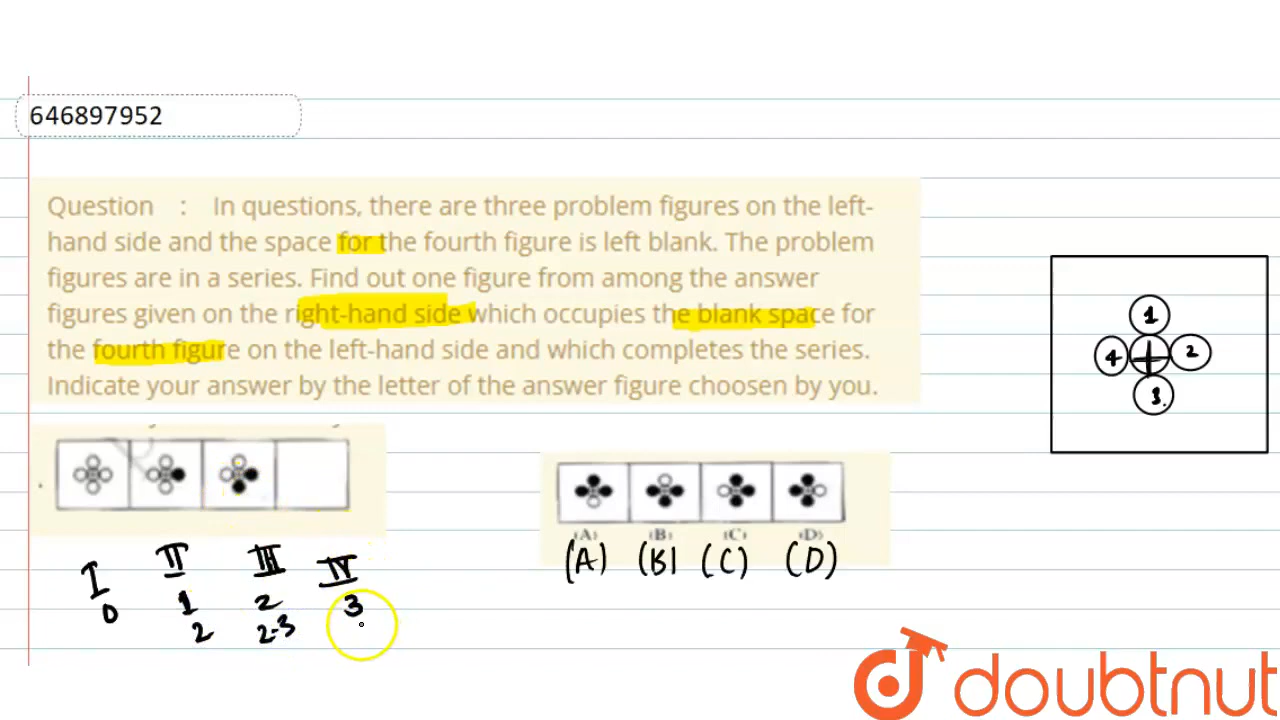 646897952
Question : In questions, there are three problem figures on the left-
hand side and the space for the fourth figure is left blank. The problem
figures are in a series. Find out one figure from among the answer
figures given on the right-hand side which occupies the blank space for
the fourth figure on the left-hand side and which completes the series.
Indicate your answer by the letter of the answer figure choosen by you.
1
4 2
3.
(A) (B) (C) (D)
(A) (B) (C) (D)
I II III IV
0 1 2 3
2 2-3
doubtnut